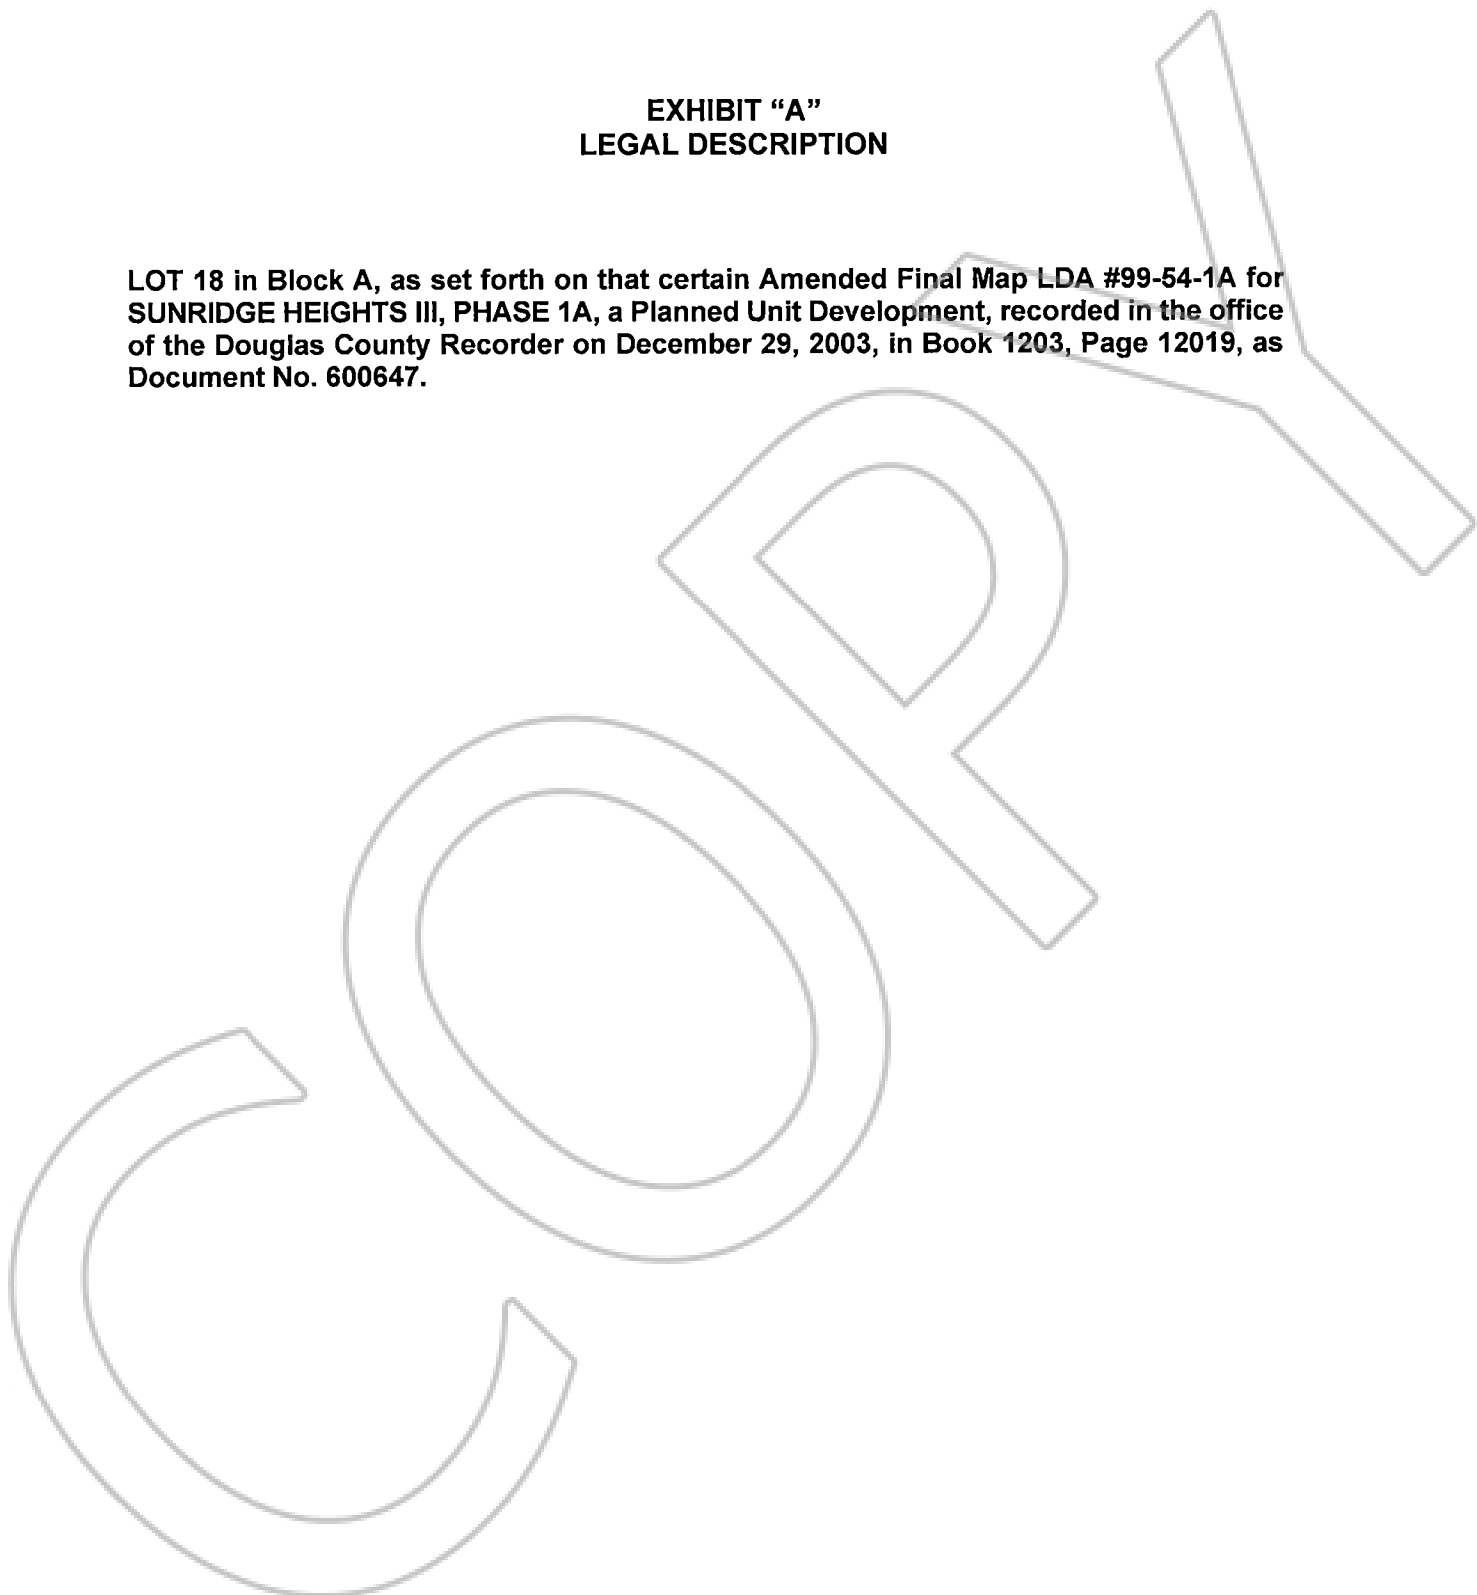 EXHIBIT “A”
LEGAL DESCRIPTION
LOT 18 in Block A, as set forth on that certain Amended Final Map LDA #99-54-1A for
SUNRIDGE HEIGHTS III, PHASE 1A, a Planned Unit Development, recorded in the office
of the Douglas County Recorder on December 29, 2003, in Book 1203, Page 12019, as
Document No. 600647.
COPY